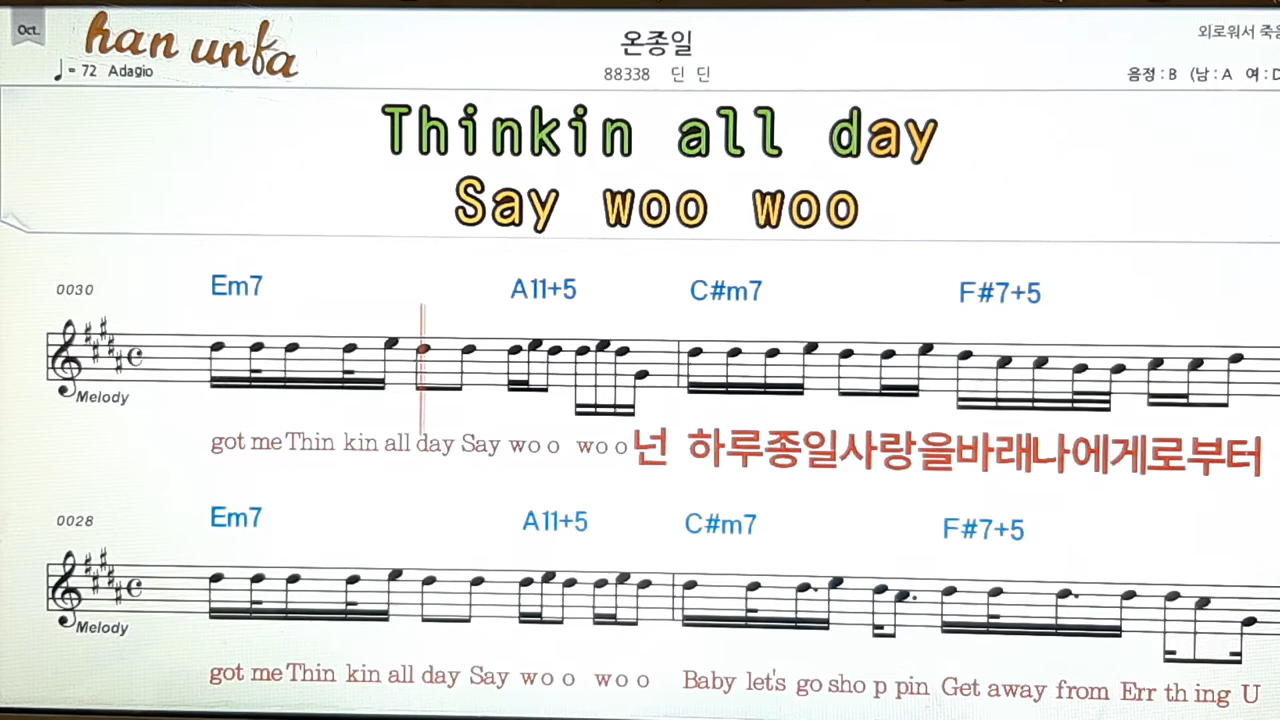 Oct.
han unfa
♩= 72 Adagio
온종일
88338 딘 딘
외로워서 죽을
음정 : B (남 : A 여 : D
Thinkin all day
Say woo woo
0030
Em7 A11+5 C#m7 F#7+5
Melody
got me Thin kin all day Say wo o wo o 넌 하루종일사랑을바래나에게로부터
0028
Em7 A11+5 C#m7 F#7+5
Melody
got me Thin kin all day Say wo o wo o Baby let's go sho p pin Get away from Err th ing U